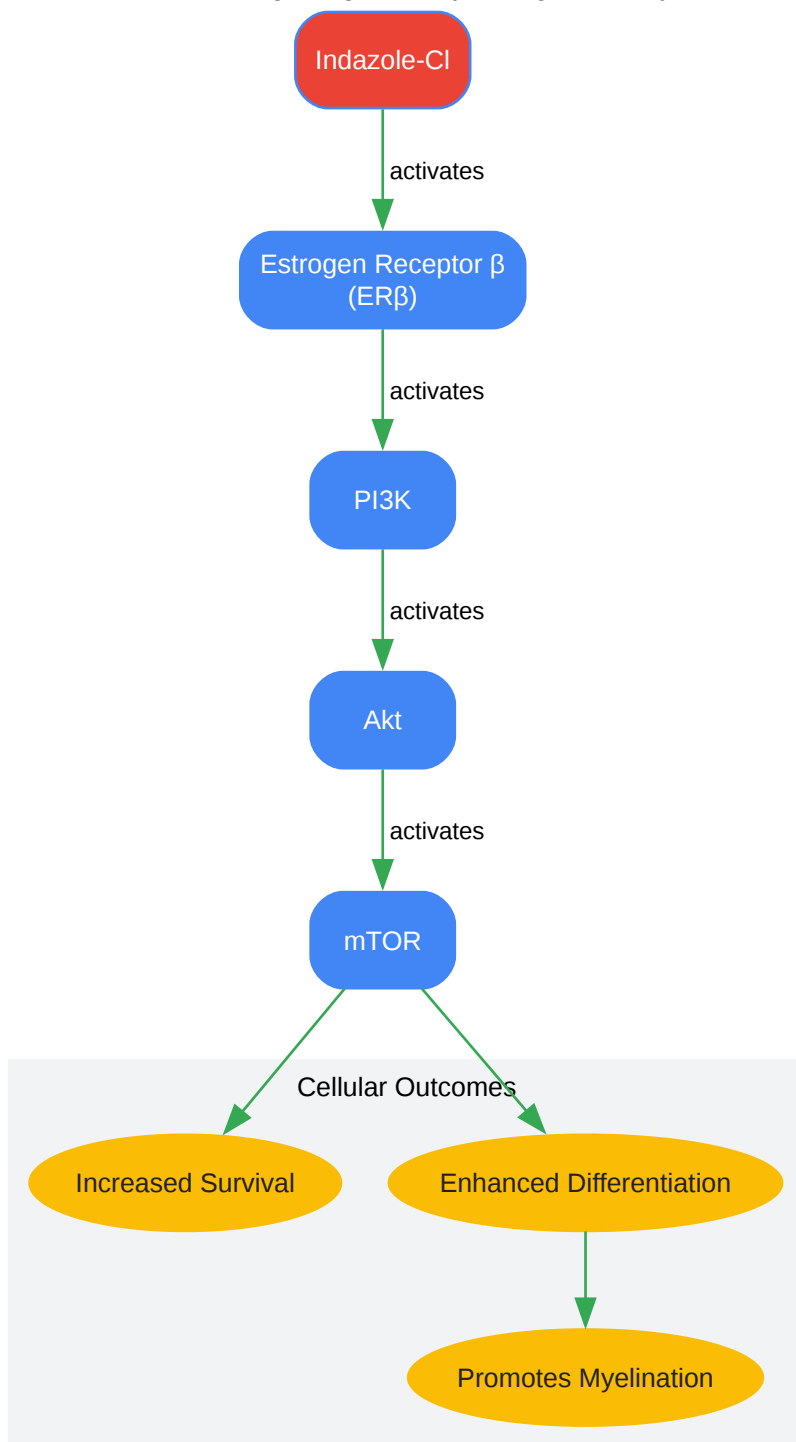 Indazole-Cl
activates
Estrogen Receptor β
(ERβ)
activates
PI3K
activates
Akt
activates
mTOR
Cellular Outcomes
Increased Survival
Enhanced Differentiation
Promotes Myelination